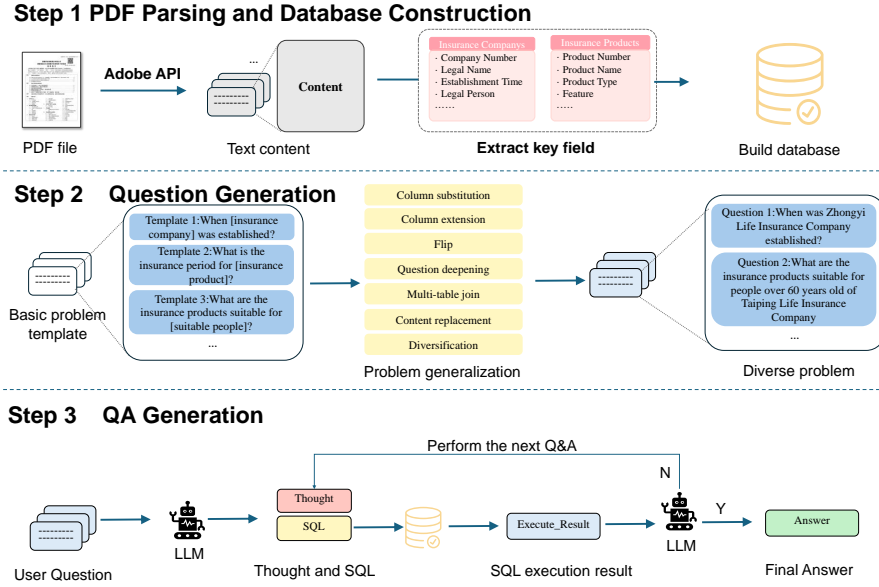 Step 1 PDF Parsing and Database Construction
Adobe API
...
Content
Insurance Companys
· Company Number
· Legal Name
· Establishment Time
· Legal Person
……
Insurance Products
· Product Number
· Product Name
· Product Type
· Feature
…..
PDF file
Text content
Extract key field
Build database
Step 2 Question Generation
Template 1:When [insurance
company] was established?
Template 2:What is the
insurance period for [insurance
product]?
Template 3:What are the
insurance products suitable for
[suitable people]?
...
Basic problem
template
Column substitution
Column extension
Flip
Question deepening
Multi-table join
Content replacement
Diversification
Problem generalization
Question 1:When was Zhongyi
Life Insurance Company
established?
Question 2:What are the
insurance products suitable for
people over 60 years old of
Taiping Life Insurance
Company
...
Diverse problem
Step 3 QA Generation
Perform the next Q&A
N
Thought
SQL
Execute_Result
Y
Answer
User Question
LLM
Thought and SQL
SQL execution result
LLM
Final Answer